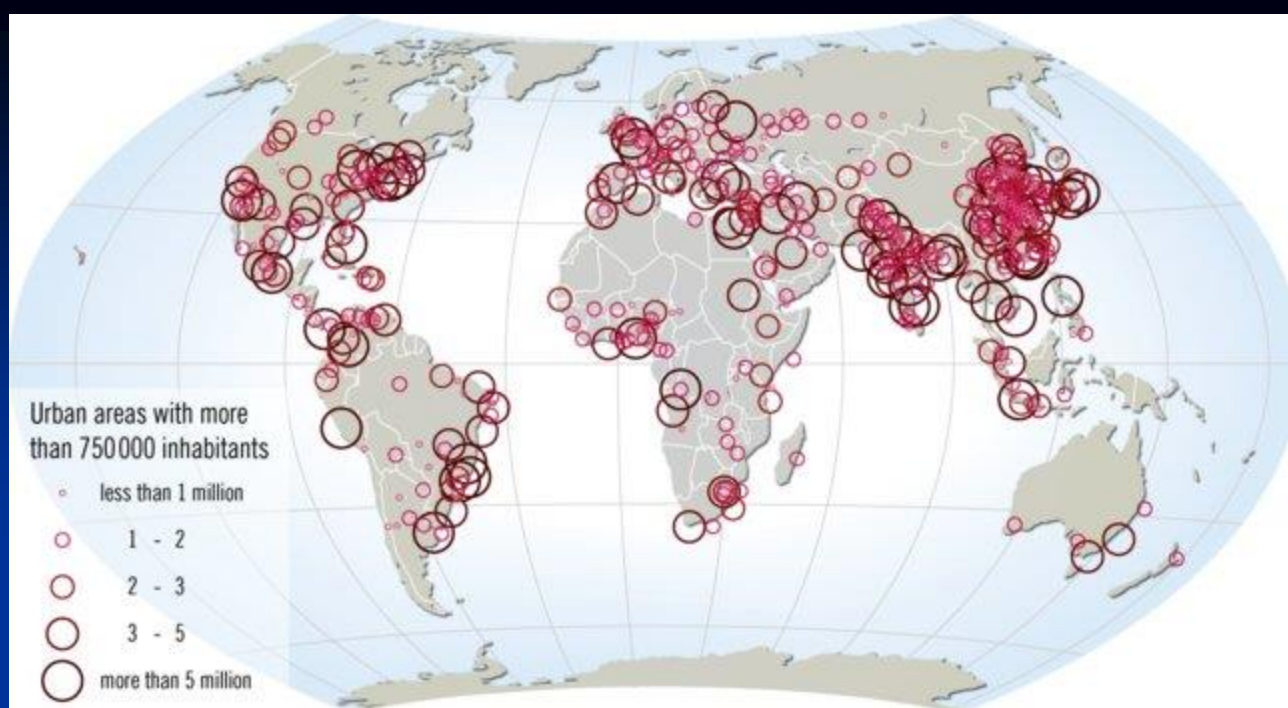 Urban areas with more
than 750 000 inhabitants
less than 1 million
1 - 2
2 - 3
3 - 5
more than 5 million